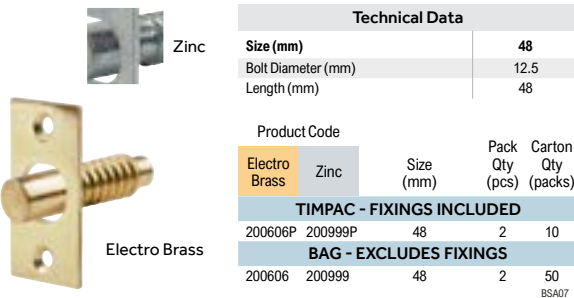 Zinc
Electro Brass
Technical Data
Size (mm) 48
Bolt Diameter (mm) 12.5
Length (mm) 48
Product Code
Electro Brass Zinc Size (mm) Pack Qty (pcs) Carton Qty (packs)
TIMPAC - FIXINGS INCLUDED
200606P 200999P 48 2 10
BAG - EXCLUDES FIXINGS
200606 200999 48 2 50
BSA07